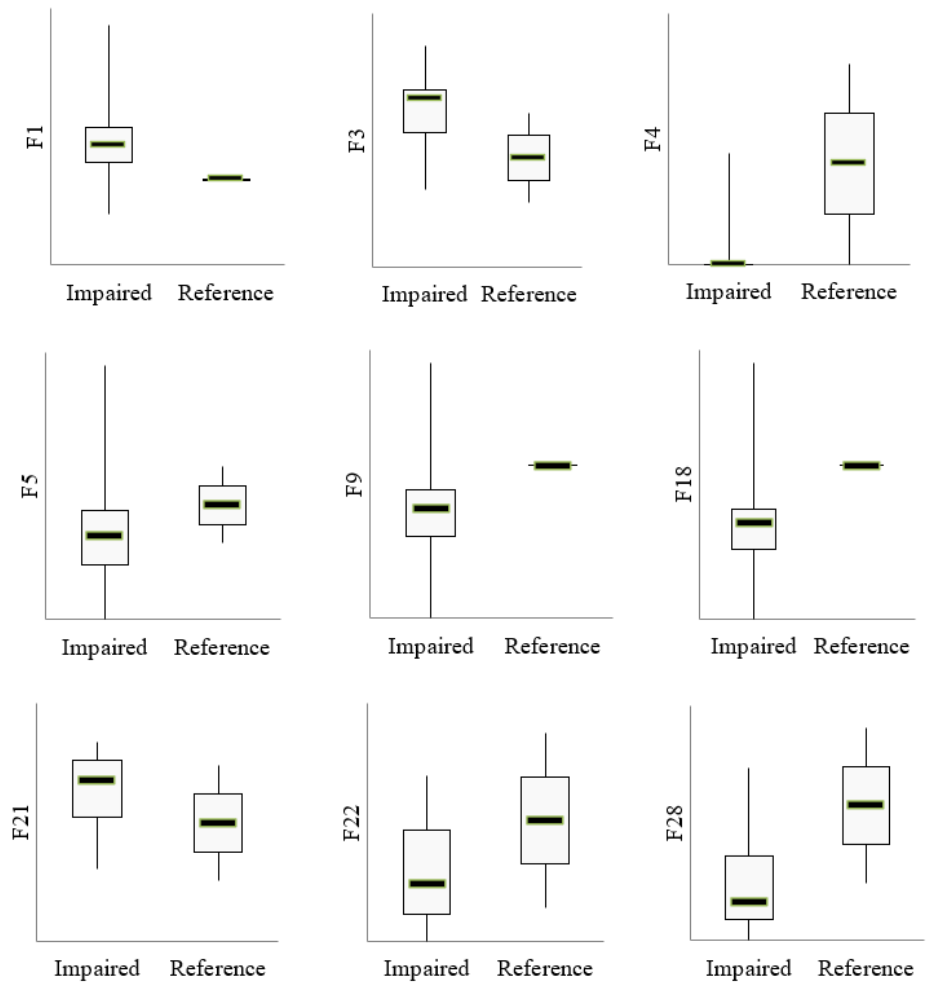 F1
Impaired Reference
F3
Impaired Reference
F4
Impaired Reference
F5
Impaired Reference
F9
Impaired Reference
F18
Impaired Reference
F21
Impaired Reference
F22
Impaired Reference
F28
Impaired Reference